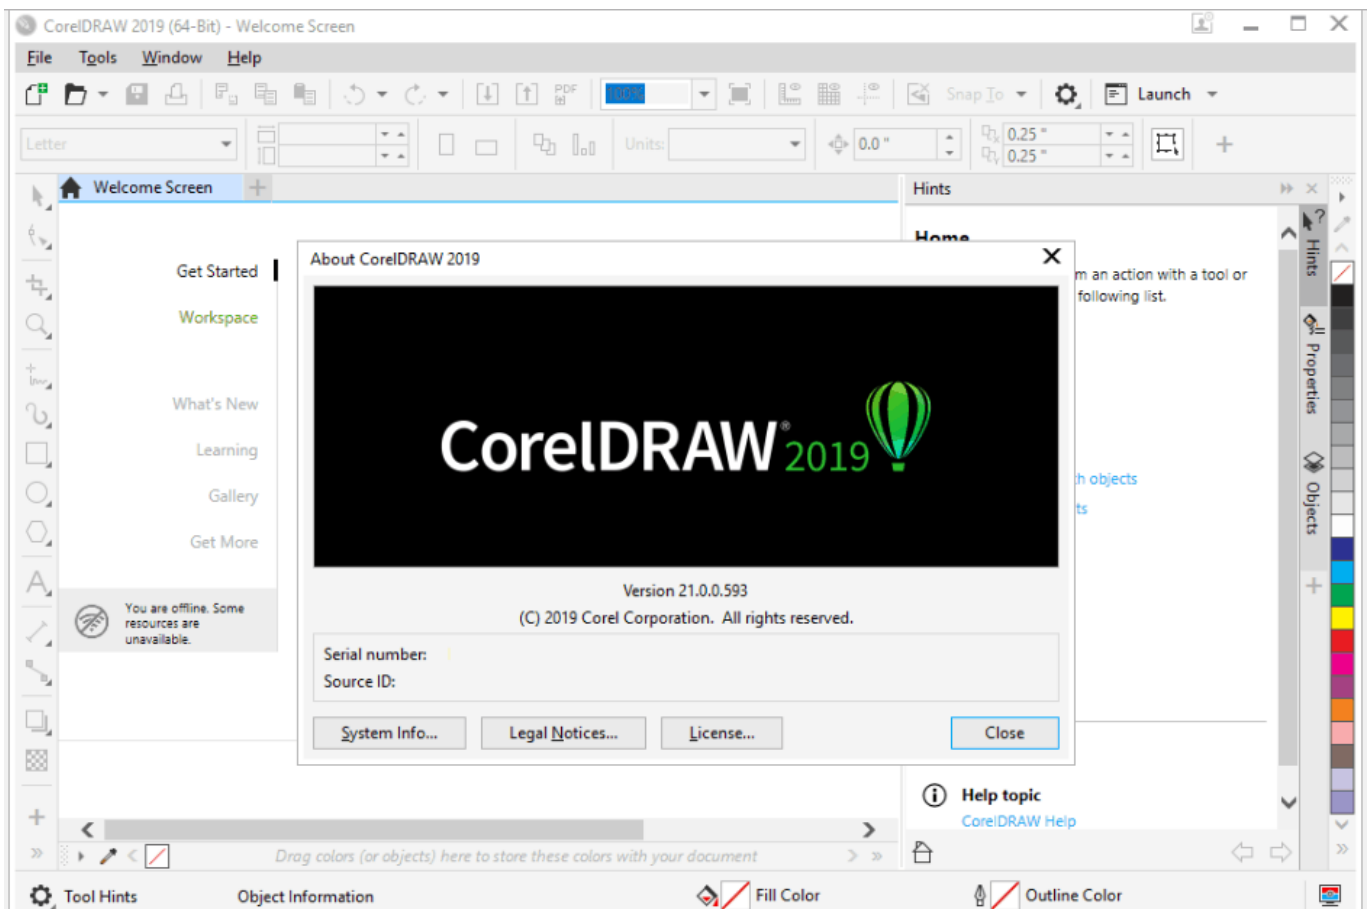 CorelDRAW 2019 (64-Bit) - Welcome Screen
File Tools Window Help
PDF 100% Snap To Launch
Letter Units: 0.0 " 0.25 "
0.25 "
Welcome Screen
Hints
Home
Get Started
Workspace
What's New
Learning
Gallery
Get More
You are offline. Some
resources are
unavailable.
About CorelDRAW 2019
CorelDRAW® 2019
Version 21.0.0.593
(C) 2019 Corel Corporation. All rights reserved.
Serial number:
Source ID:
System Info... Legal Notices... License... Close
an action with a tool or
following list.
objects
Help topic
CorelDRAW Help
Hints
Properties
Objects
Drag colors (or objects) here to store these colors with your document
Tool Hints Object Information Fill Color Outline Color